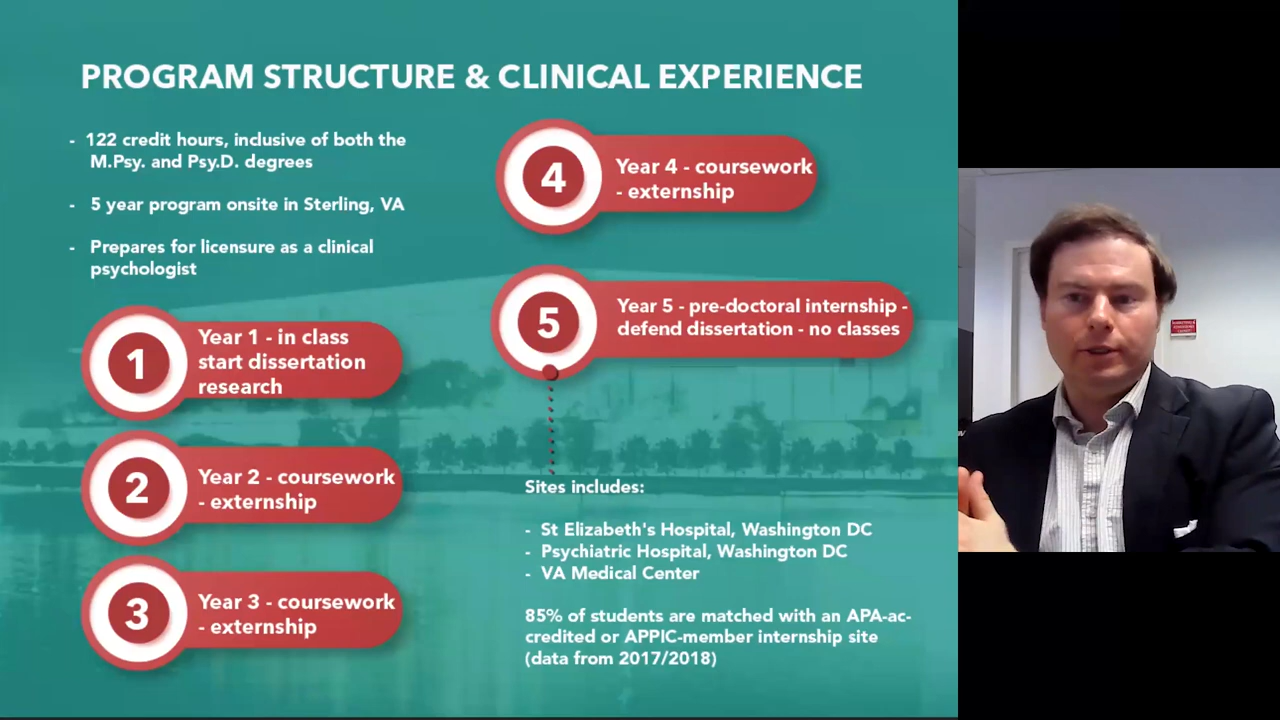 PROGRAM STRUCTURE & CLINICAL EXPERIENCE
- 122 credit hours, inclusive of both the
M.Psy. and Psy.D. degrees
- 5 year program onsite in Sterling, VA
- Prepares for licensure as a clinical
psychologist
1
Year 1 - in class
start dissertation
research
2
Year 2 - coursework
- externship
3
Year 3 - coursework
- externship
4
Year 4 - coursework
- externship
5
Year 5 - pre-doctoral internship -
defend dissertation - no classes
Sites includes:
- St Elizabeth's Hospital, Washington DC
- Psychiatric Hospital, Washington DC
- VA Medical Center
85% of students are matched with an APA-ac-
credited or APPIC-member internship site
(data from 2017/2018)